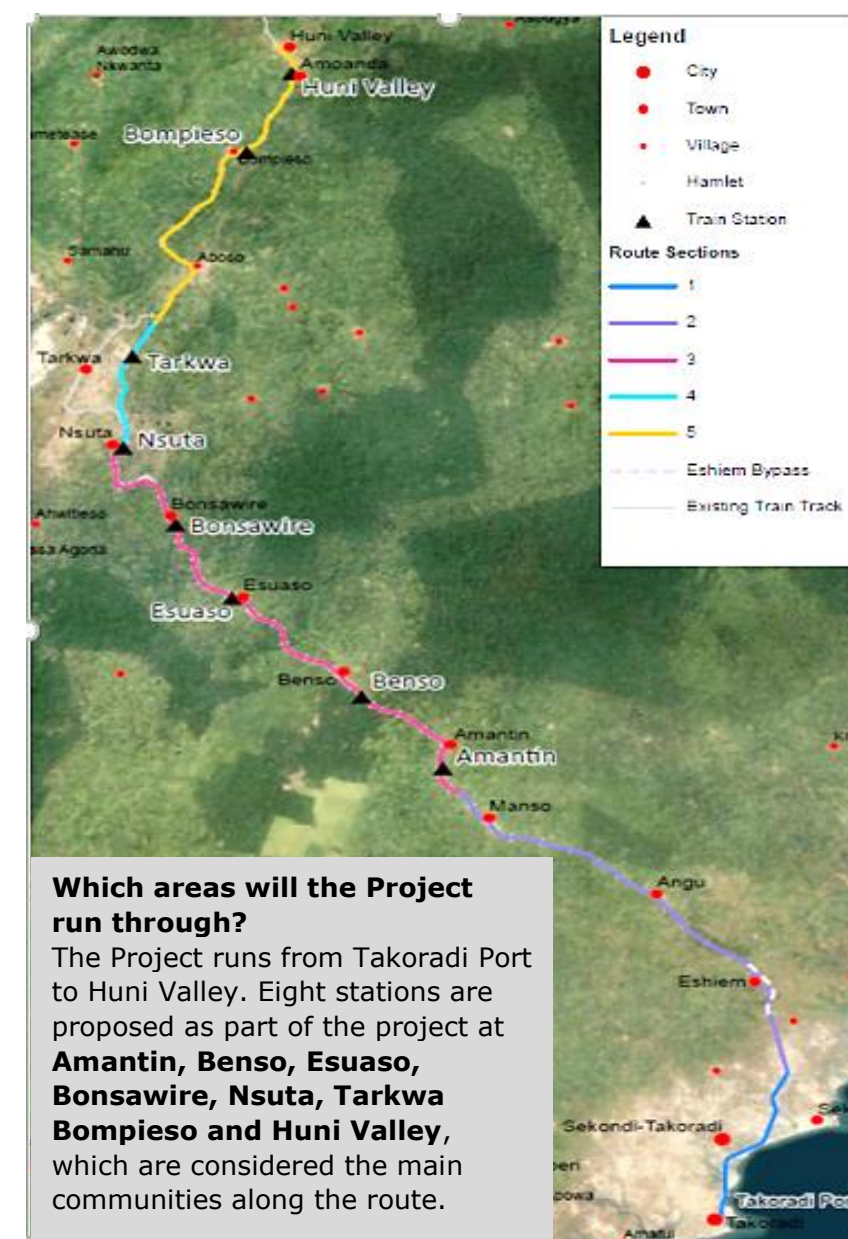 Huni Valley
Awodwa
Nkwanta
Amoanda
Huni Valley
Bompieso
Bompieso
Samahu
Aboso
Tarkwa
Tarkwa
Nsuta
Nsuta
Bonsawire
Bonsawire
Esuaso
Esuaso
Benso
Benso
Amantin
Amantin
Manso
Angu
Eshiem
Sekondi-Takoradi
Takoradi
Legend
City
Town
Village
Hamlet
Train Station
Route Sections
1
2
3
4
5
Eshiem Bypass
Existing Train Track
Which areas will the Project
run through?
The Project runs from Takoradi Port
to Huni Valley. Eight stations are
proposed as part of the project at
Amantin, Benso, Esuaso,
Bonsawire, Nsuta, Tarkwa
Bompieso and Huni Valley,
which are considered the main
communities along the route.